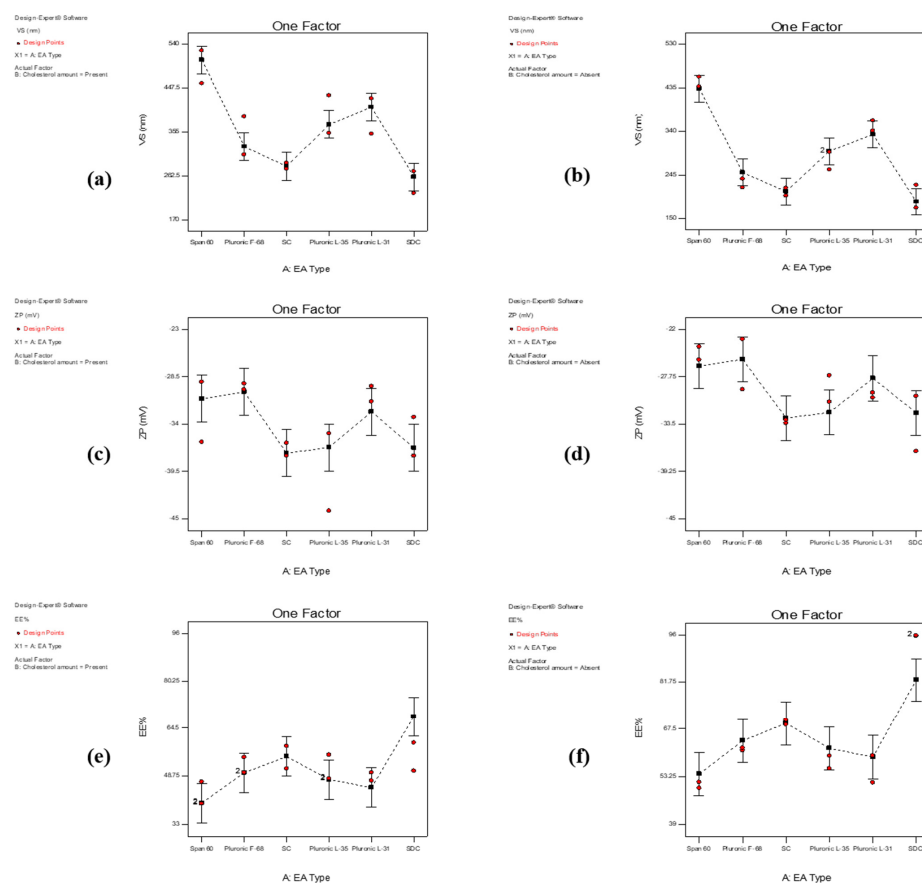 Design-Expert® Software
VS (nm)
Design Points
X1 = A: EA Type
Actual Factor
B: Cholesterol amount = Present
One Factor
540
447.5
355
262.5
170
VS (nm)
Span 60 Pluronic F-68 SC Pluronic L-35 Pluronic L-31 SDC
A: EA Type
(a)
Design-Expert® Software
VS (nm)
Design Points
X1 = A: EA Type
Actual Factor
B: Cholesterol amount = Absent
One Factor
530
435
340
245
150
VS (nm)
2
Span 60 Pluronic F-68 SC Pluronic L-35 Pluronic L-31 SDC
A: EA Type
(b)
Design-Expert® Software
ZP (mV)
Design Points
X1 = A: EA Type
Actual Factor
B: Cholesterol amount = Present
One Factor
-23
-28.5
-34
-39.5
-45
ZP (mV)
Span 60 Pluronic F-68 SC Pluronic L-35 Pluronic L-31 SDC
A: EA Type
(c)
Design-Expert® Software
ZP (mV)
Design Points
X1 = A: EA Type
Actual Factor
B: Cholesterol amount = Absent
One Factor
-22
-27.75
-33.5
-39.25
-45
ZP (mV)
Span 60 Pluronic F-68 SC Pluronic L-35 Pluronic L-31 SDC
A: EA Type
(d)
Design-Expert® Software
EE%
Design Points
X1 = A: EA Type
Actual Factor
B: Cholesterol amount = Present
One Factor
96
80.25
64.5
48.75
33
EE%
2
2
2
Span 60 Pluronic F-68 SC Pluronic L-35 Pluronic L-31 SDC
A: EA Type
(e)
Design-Expert® Software
EE%
Design Points
X1 = A: EA Type
Actual Factor
B: Cholesterol amount = Absent
One Factor
96
81.75
67.5
53.25
39
EE%
2
Span 60 Pluronic F-68 SC Pluronic L-35 Pluronic L-31 SDC
A: EA Type
(f)